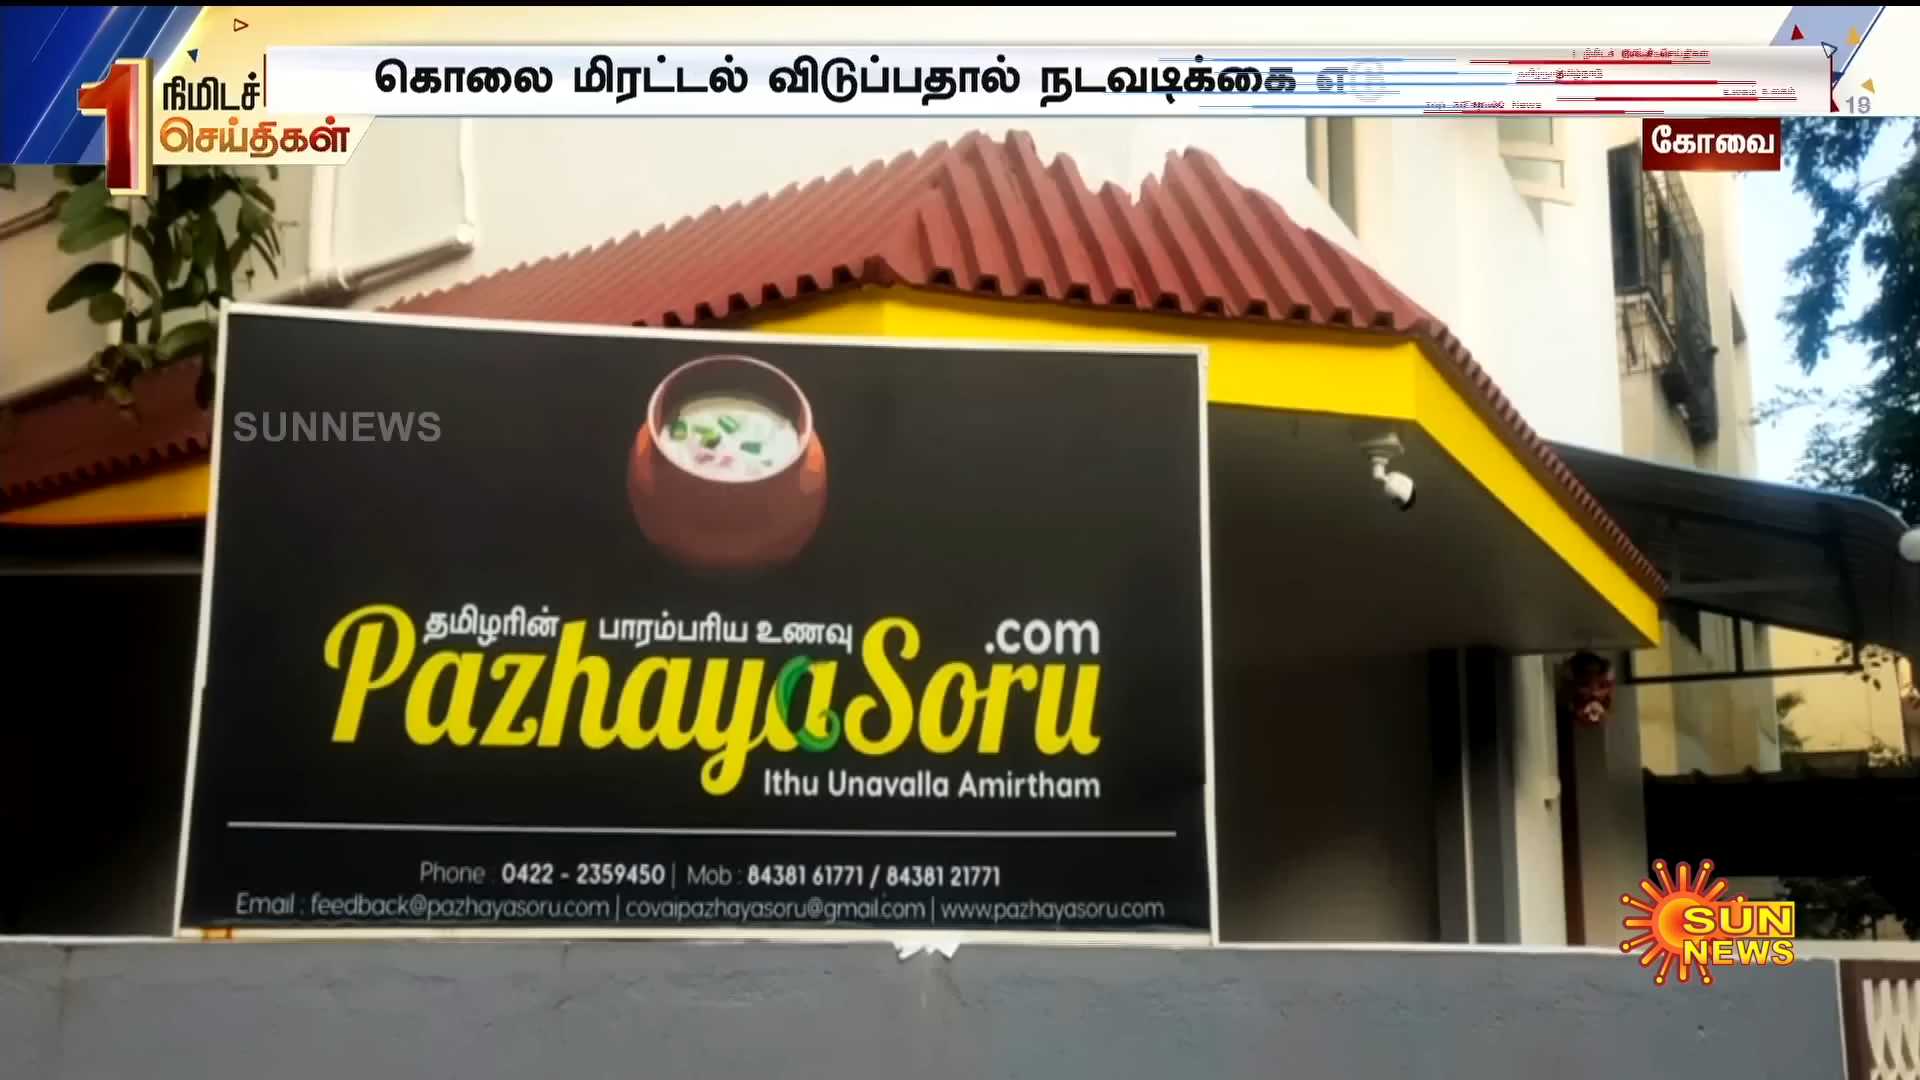 1 நிமிடச்
செய்திகள்
கொலை மிரட்டல் விடுப்பதால் நடவடிக்கை
18
கோவை
SUNNEWS
தமிழரின் பாரம்பரிய உணவு
PazhayaSoru.com
Ithu Unavalla Amirtham
Phone : 0422 - 2359450 | Mob : 84381 61771 / 84381 21771
Email : feedback@pazhayasoru.com | covaipazhayasoru@gmail.com | www.pazhayasoru.com
SUN
NEWS